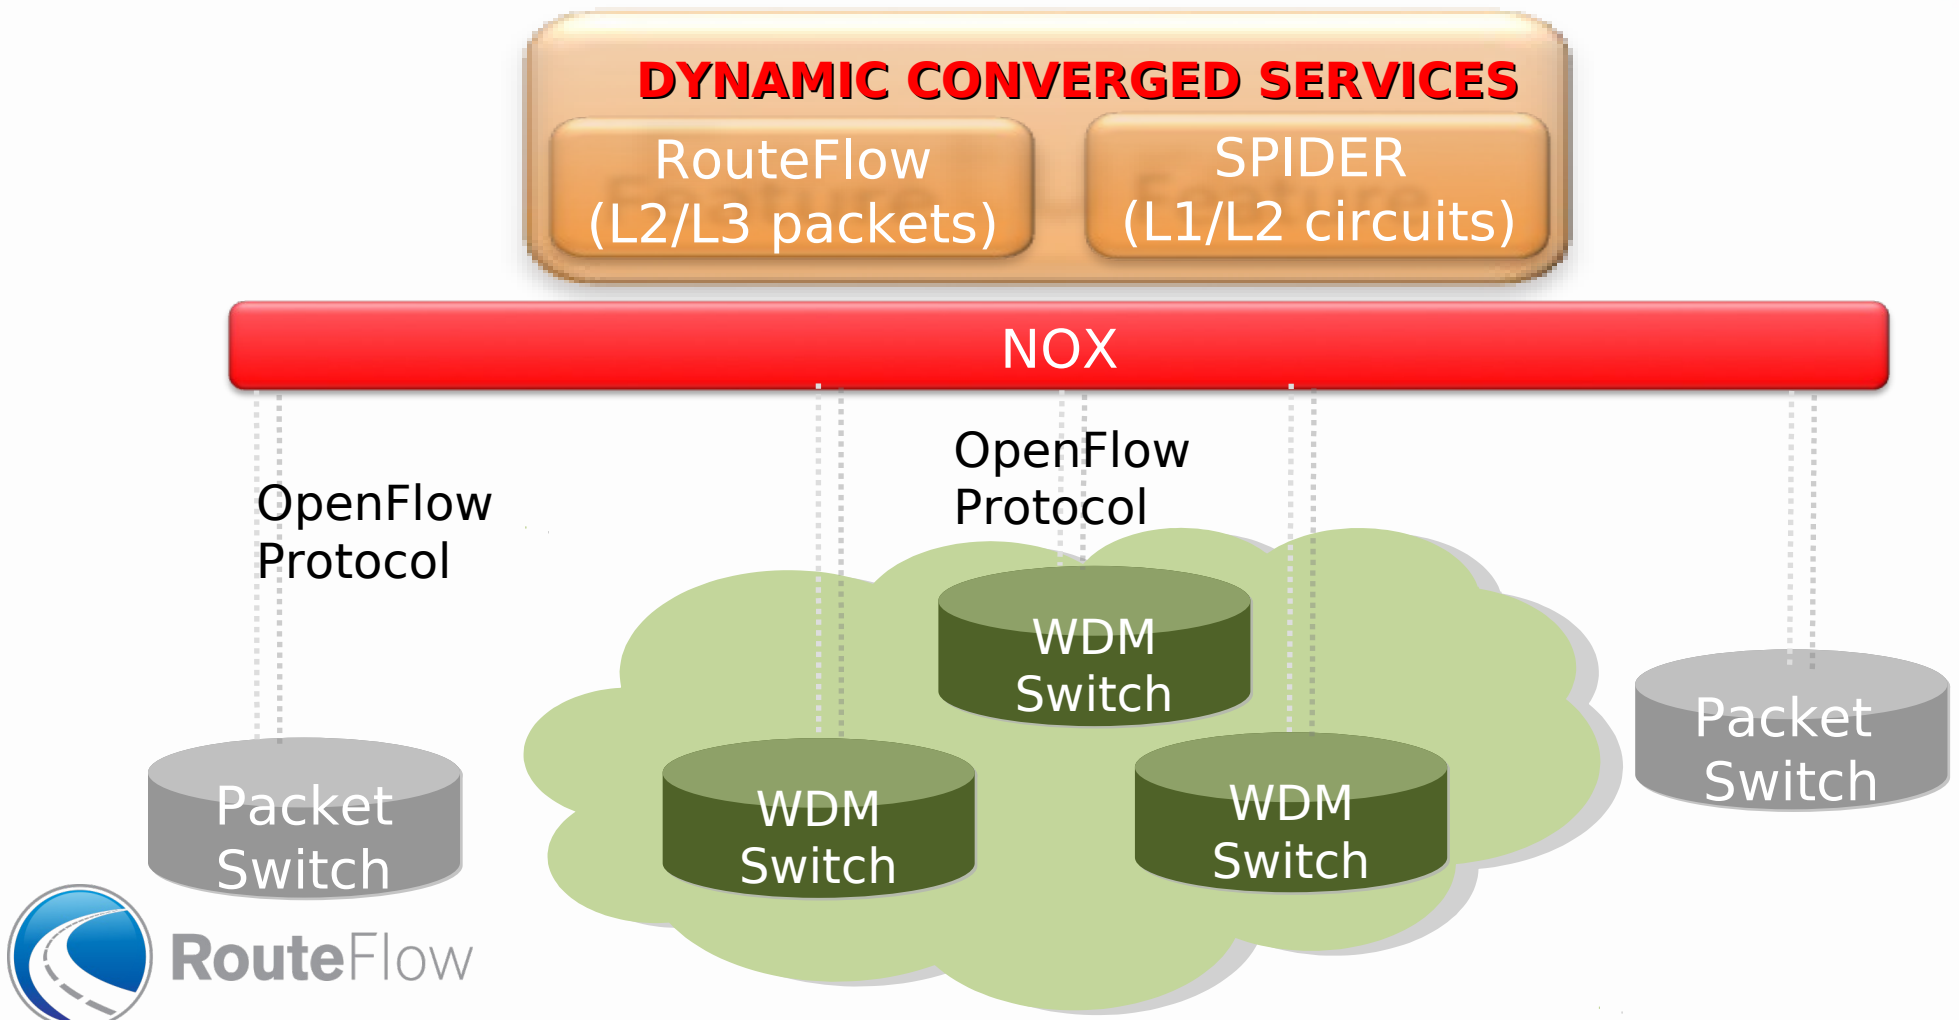 DYNAMIC CONVERGED SERVICES
RouteFlow
(L2/L3 packets)
SPIDER
(L1/L2 circuits)
NOX
OpenFlow
Protocol
OpenFlow
Protocol
WDM
Switch
Packet
Switch
Packet
Switch
WDM
Switch
WDM
Switch
RouteFlow